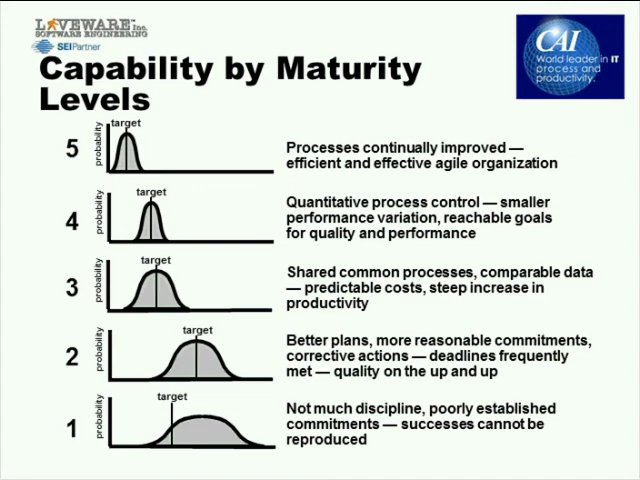 LIVEWARE Inc.
SOFTWARE ENGINEERING
SEI Partner
CAI
World leader in IT
process and
productivity.
Capability by Maturity
Levels
5
probability
target
Processes continually improved —
efficient and effective agile organization
4
probability
target
Quantitative process control — smaller
performance variation, reachable goals
for quality and performance
3
probability
target
Shared common processes, comparable data
— predictable costs, steep increase in
productivity
2
probability
target
Better plans, more reasonable commitments,
corrective actions — deadlines frequently
met — quality on the up and up
1
probability
target
Not much discipline, poorly established
commitments — successes cannot be
reproduced